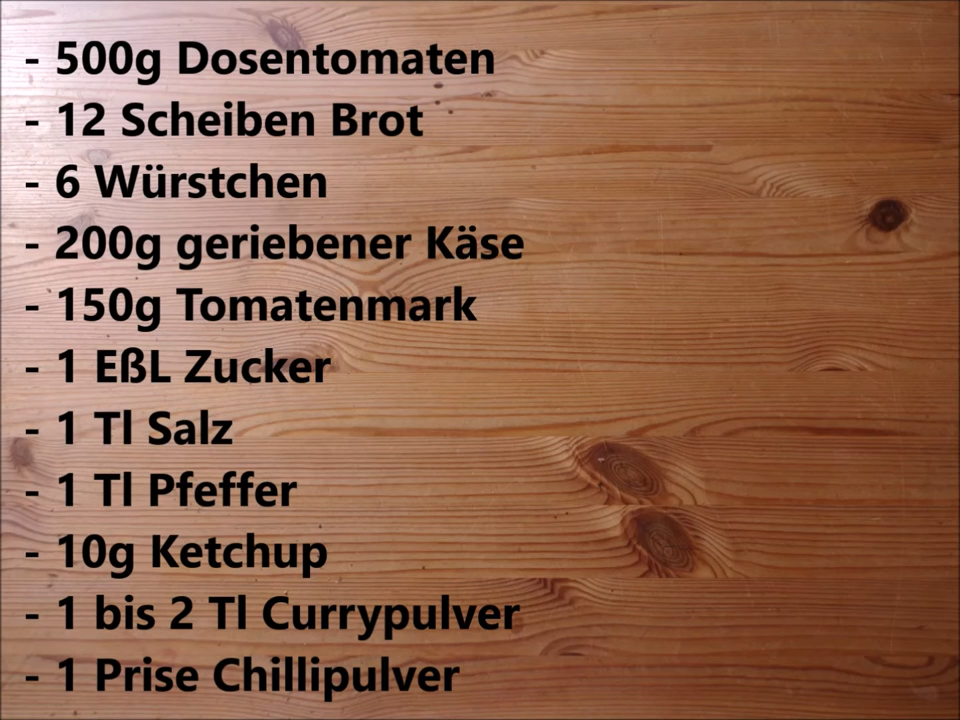 - 500g Dosentomaten
- 12 Scheiben Brot
- 6 Würstchen
- 200g geriebener Käse
- 150g Tomatenmark
- 1 EßL Zucker
- 1 Tl Salz
- 1 Tl Pfeffer
- 10g Ketchup
- 1 bis 2 Tl Currypulver
- 1 Prise Chillipulver